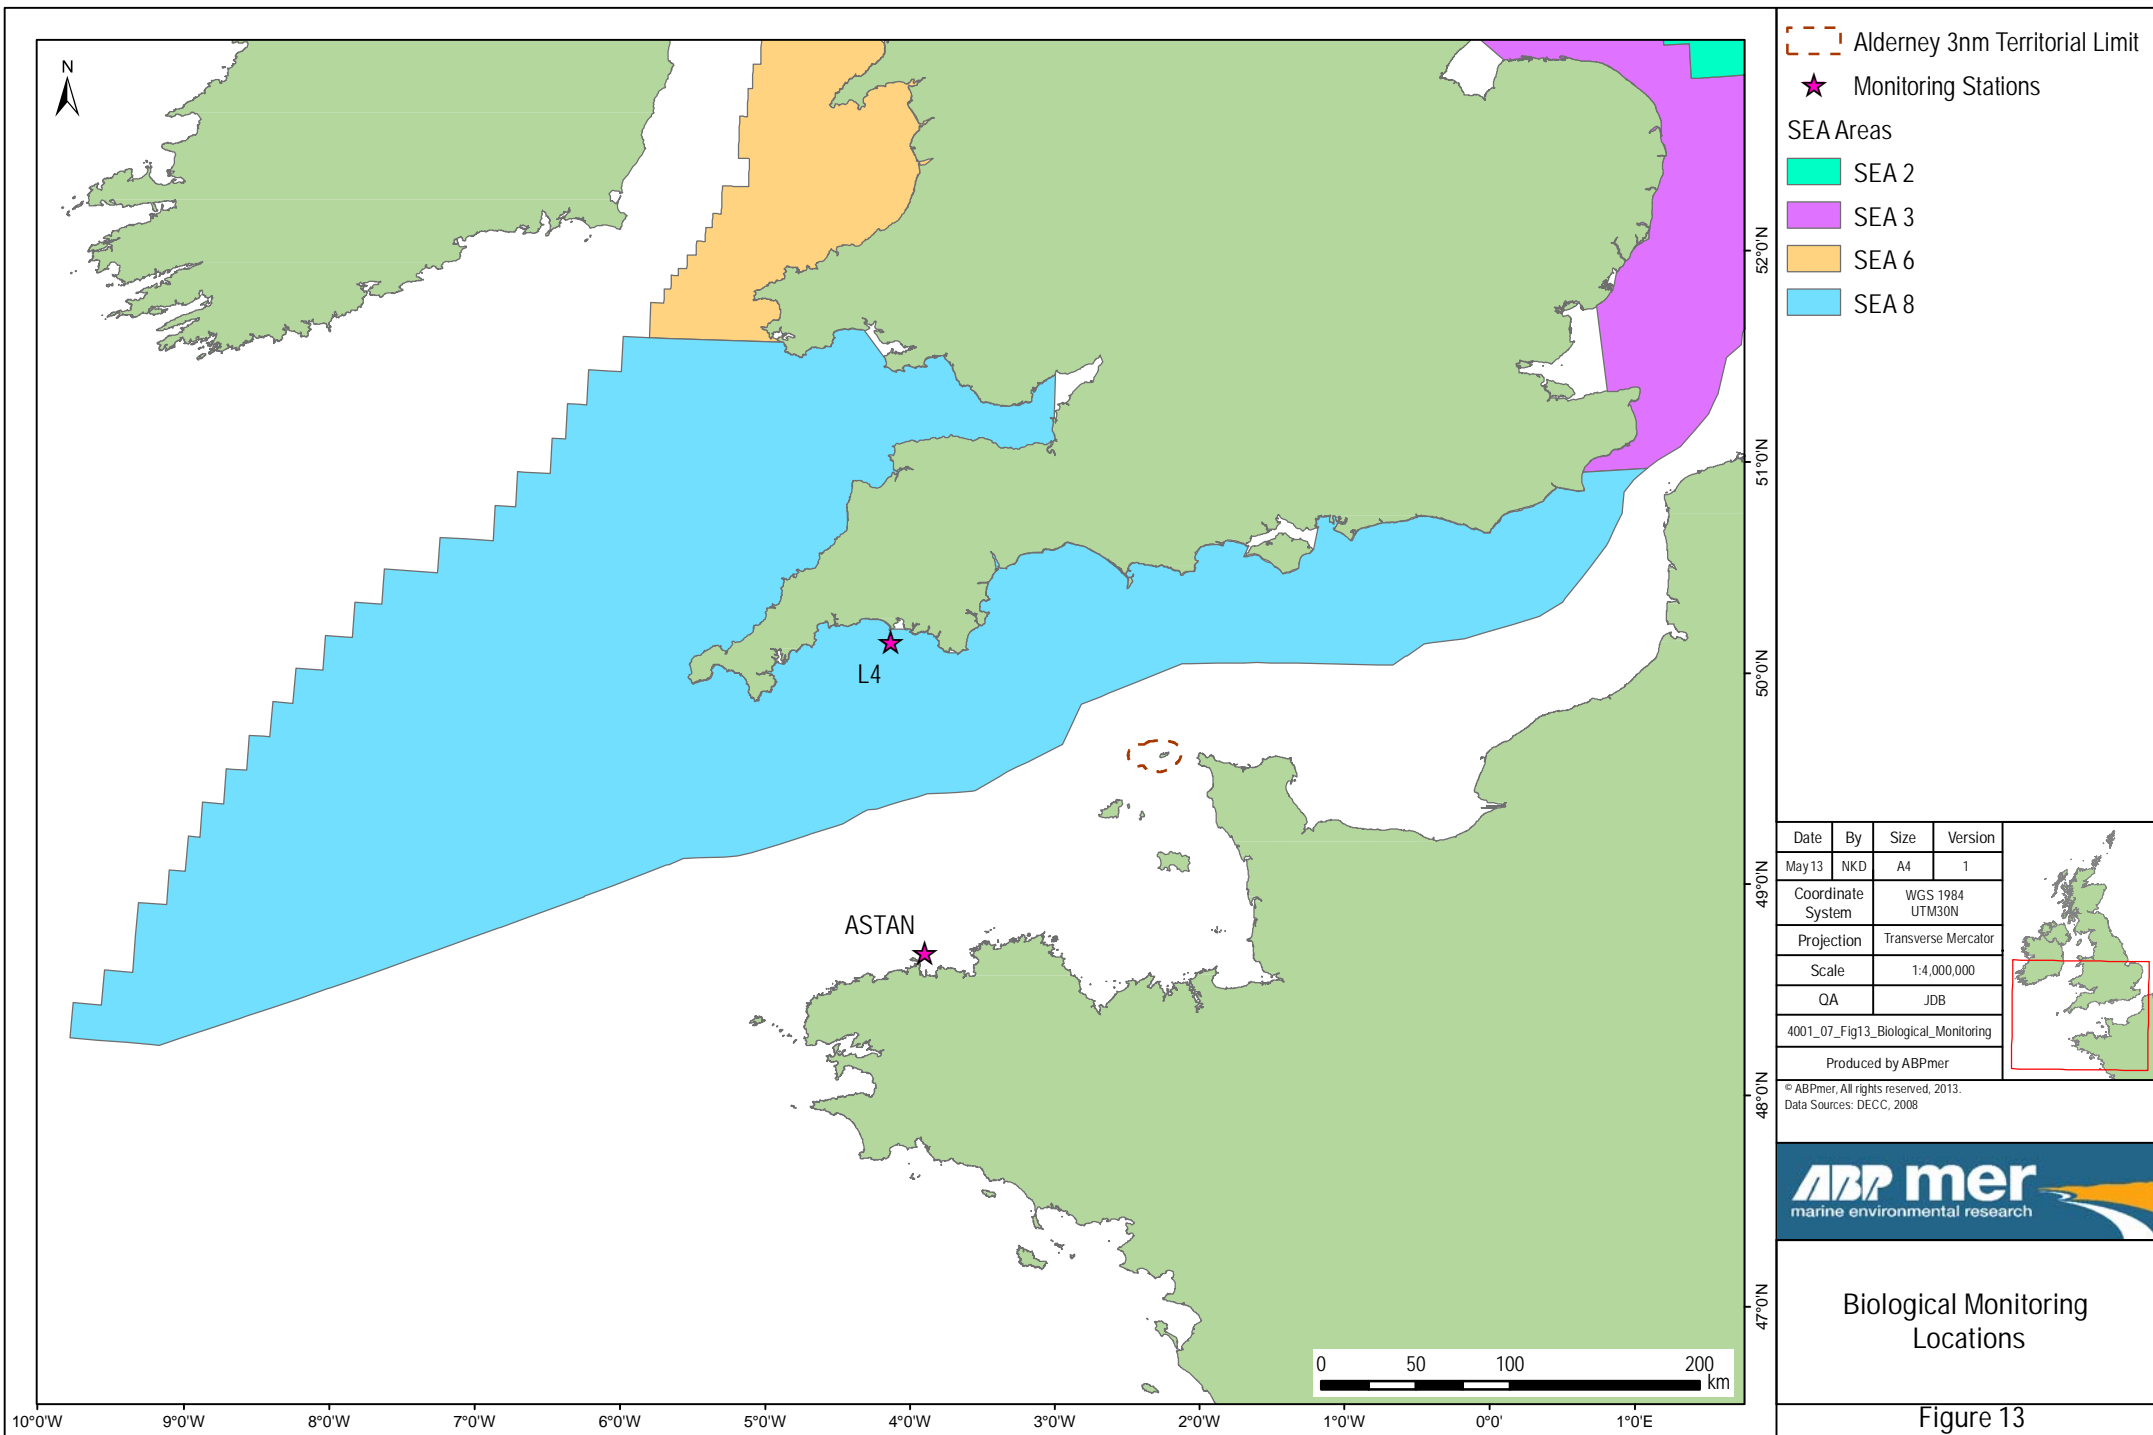 N
L4
ASTAN
0 50 100 200
km
10°0'W 9°0'W 8°0'W 7°0'W 6°0'W 5°0'W 4°0'W 3°0'W 2°0'W 1°0'W 0°0' 1°0'E
52°0'N
51°0'N
50°0'N
49°0'N
48°0'N
47°0'N
Alderney 3nm Territorial Limit
Monitoring Stations
SEA Areas
SEA 2
SEA 3
SEA 6
SEA 8
Date By Size Version
May 13 NKD A4 1
Coordinate System WGS 1984 UTM30N
Projection Transverse Mercator
Scale 1:4,000,000
QA JDB
4001_07_Fig13_Biological_Monitoring
Produced by ABPmer
© ABPmer, All rights reserved, 2013.
Data Sources: DECC, 2008
ABP mer
marine environmental research
Biological Monitoring
Locations
Figure 13